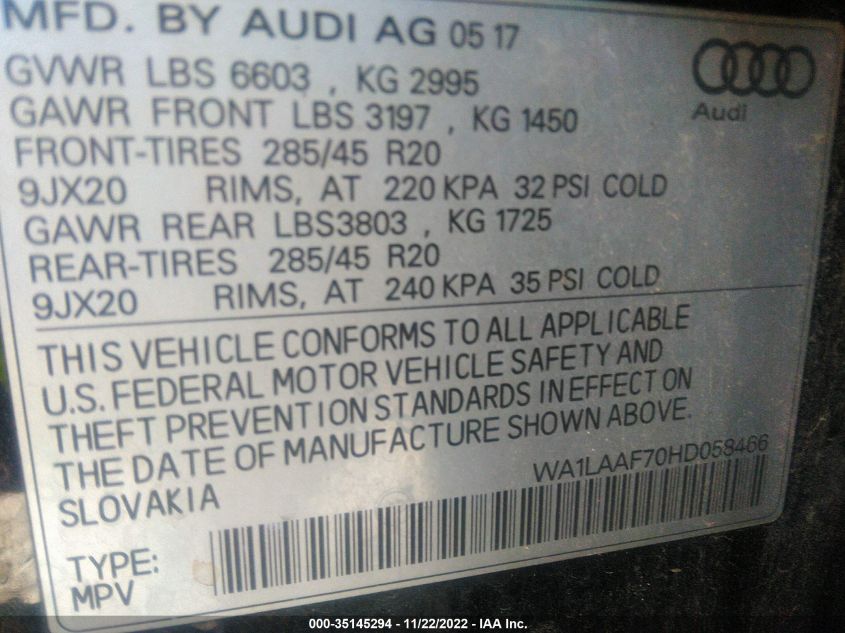 MFD. BY AUDI AG 05 17
GVWR LBS 6603 , KG 2995
GAWR FRONT LBS 3197 , KG 1450
Audi
FRONT-TIRES 285/45 R20
9JX20 RIMS, AT 220 KPA 32 PSI COLD
GAWR REAR LBS3803 , KG 1725
REAR-TIRES 285/45 R20
9JX20 RIMS, AT 240 KPA 35 PSI COLD
THIS VEHICLE CONFORMS TO ALL APPLICABLE
U.S. FEDERAL MOTOR VEHICLE SAFETY AND
THEFT PREVENTION STANDARDS IN EFFECT ON
THE DATE OF MANUFACTURE SHOWN ABOVE.
SLOVAKIA
WA1LAAF70HD058466
TYPE:
MPV
000-35145294 - 11/22/2022 - IAA Inc.